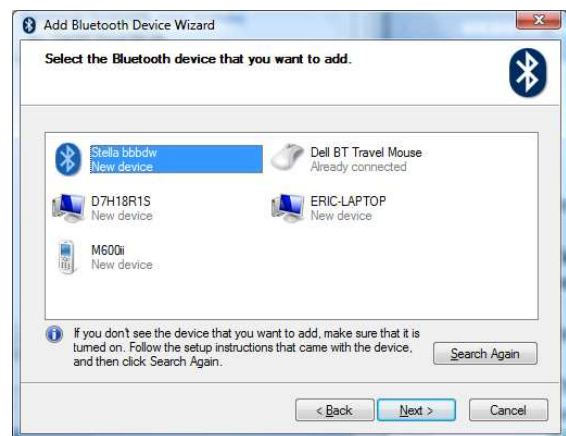 Add Bluetooth Device Wizard
Select the Bluetooth device that you want to add.
Stella bbbdw
New device
Dell BT Travel Mouse
Already connected
D7H18R1S
New device
ERIC-LAPTOP
New device
M600ii
New device
If you don't see the device that you want to add, make sure that it is
turned on. Follow the setup instructions that came with the device,
and then click Search Again.
Search Again
< Back
Next >
Cancel